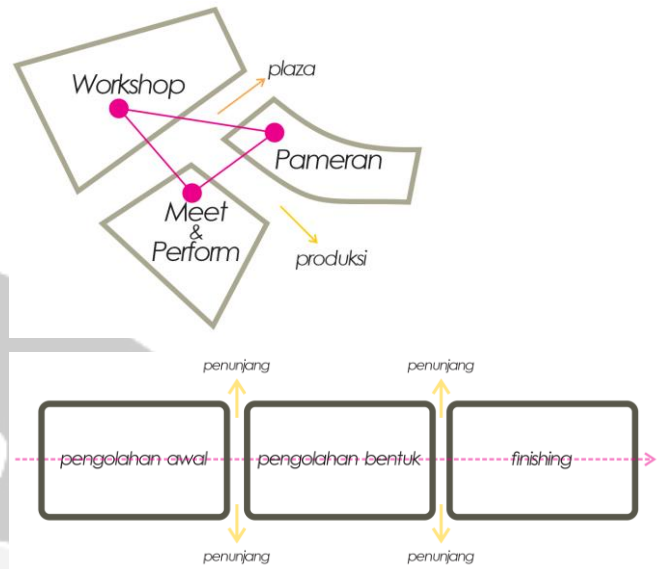 plaza
Workshop
Pameran
Meet
&
Perform
produksi
penunjang
penunjang
pengolahan awal
pengolahan bentuk
finishing
penunjang
penunjang